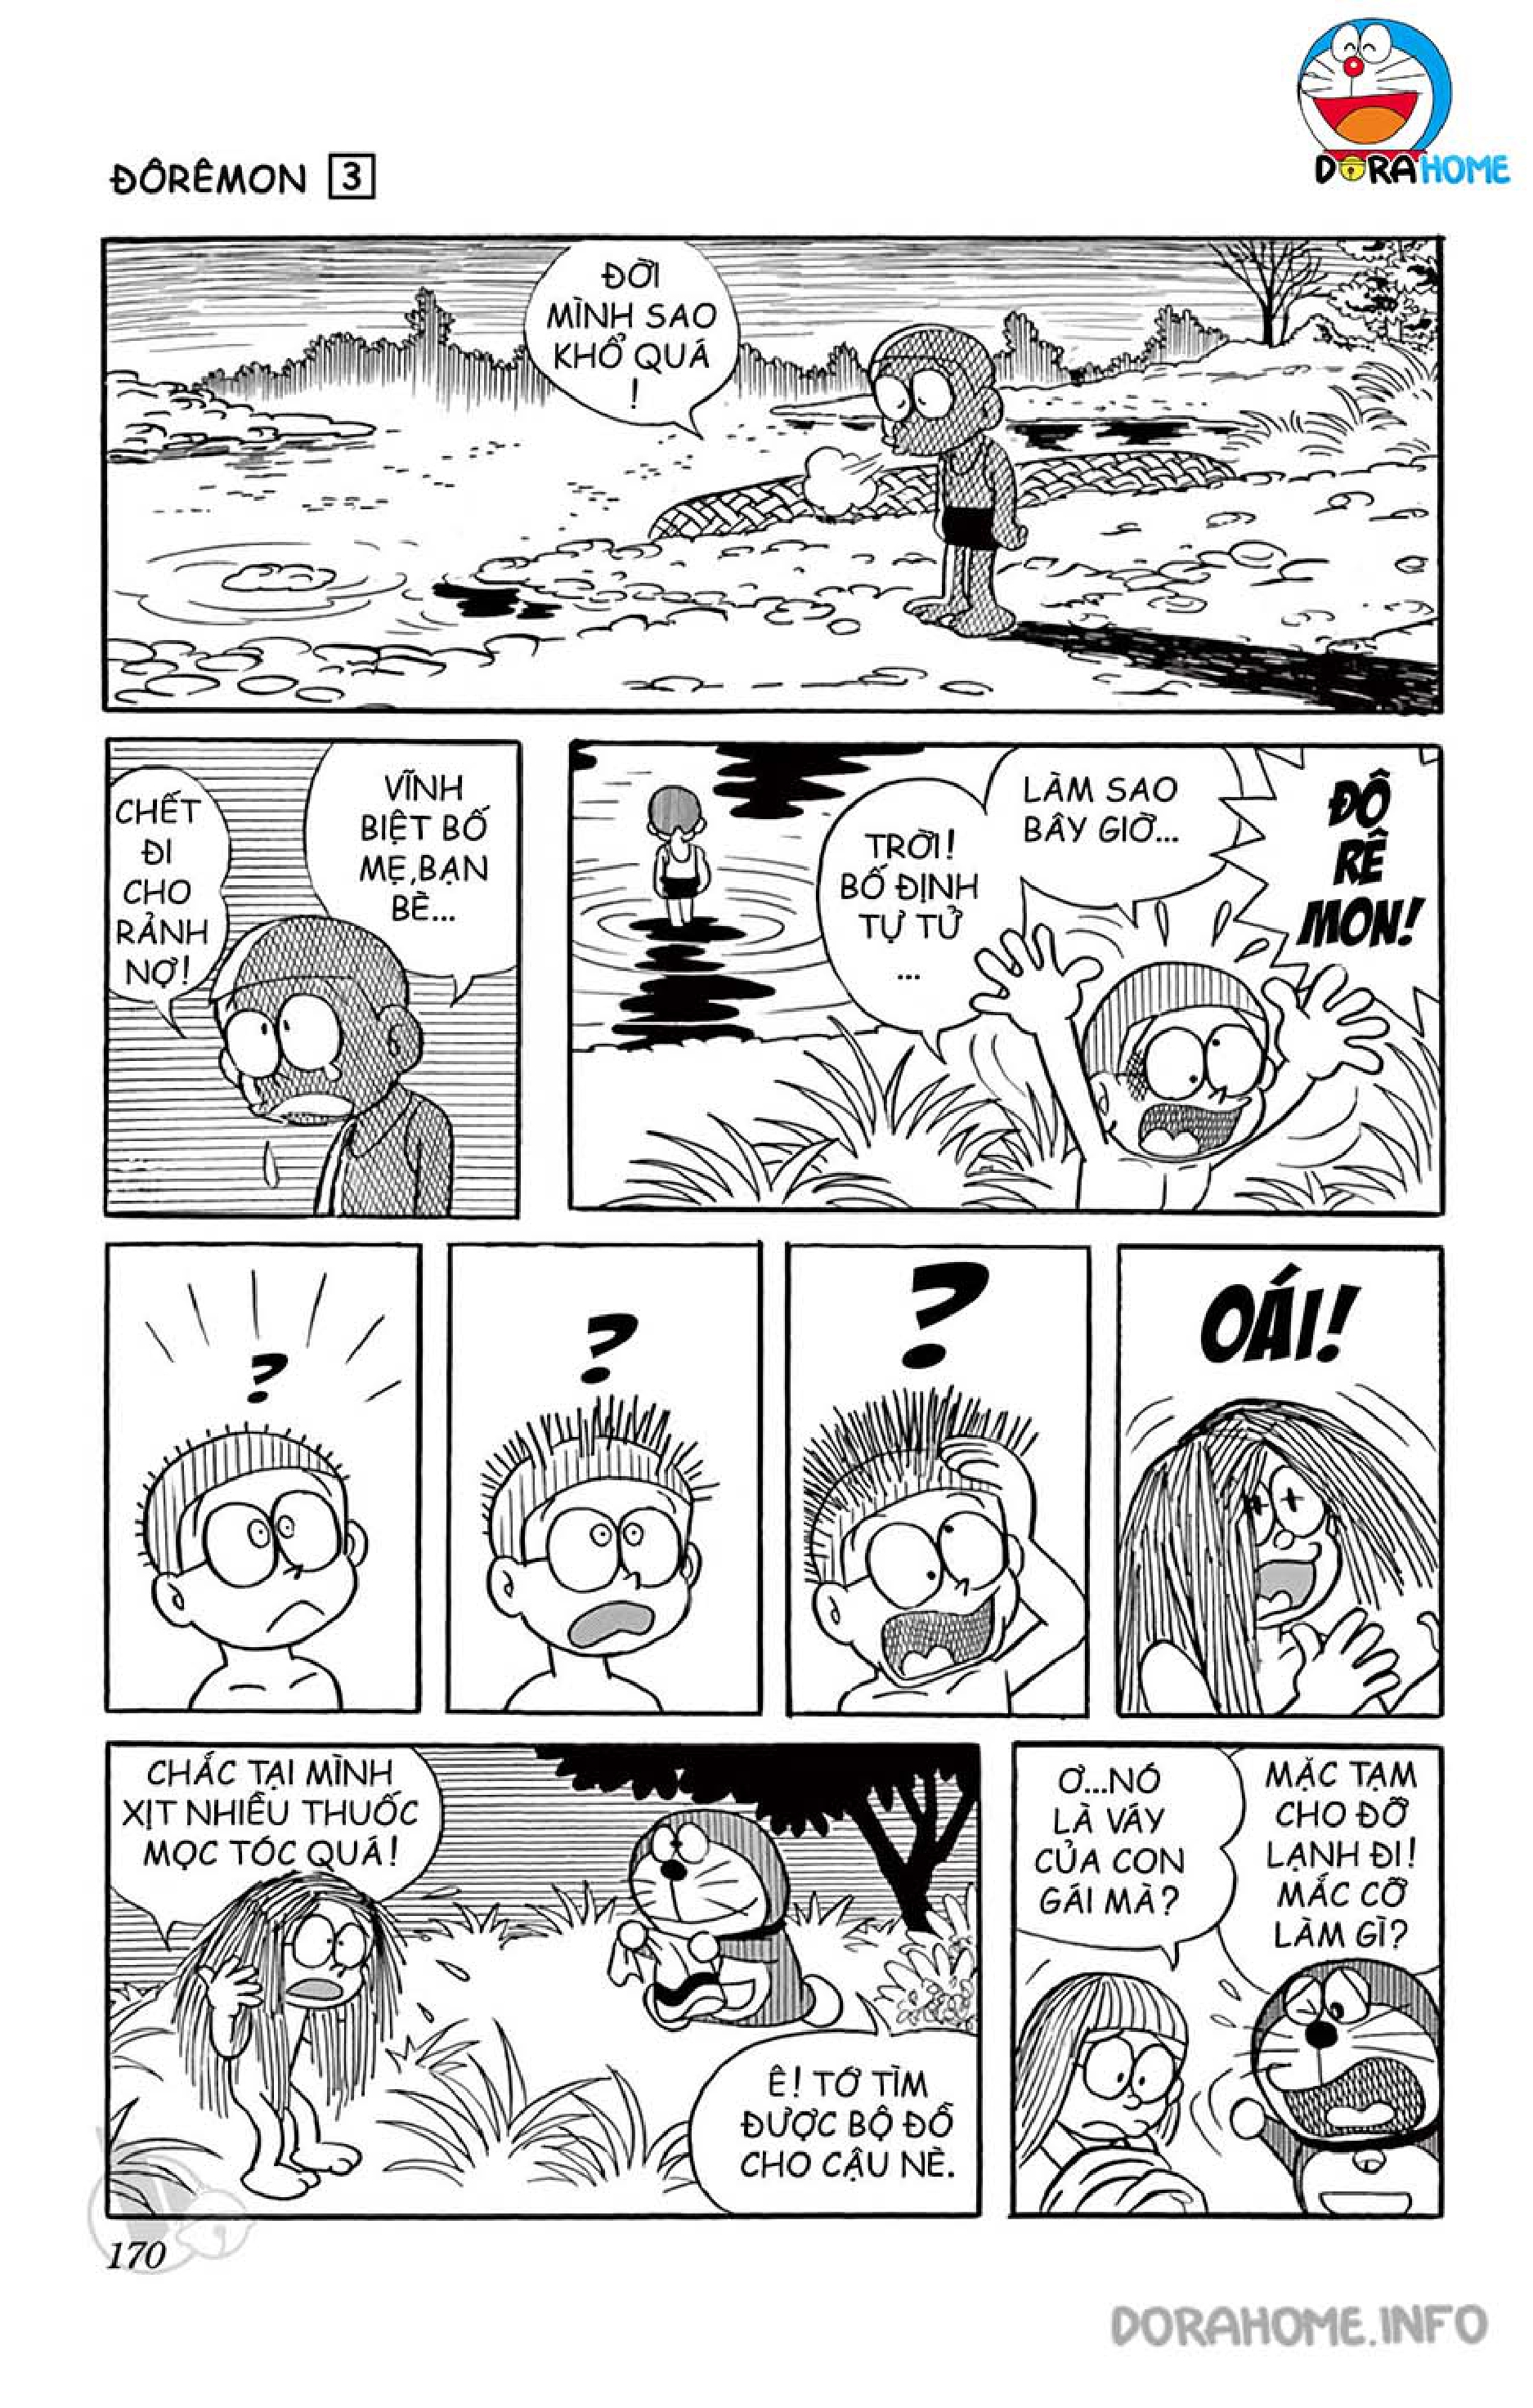 DORAHOME
ĐÔRÊMON 3
ĐỜI
MÌNH SAO
KHỔ QUÁ
!
CHẾT
ĐI
CHO
RẢNH
NỢ!
VĨNH
BIỆT BỐ
MẸ,BẠN
BÈ...
TRỜI!
BỐ ĐỊNH
TỰ TỬ
...
LÀM SAO
BÂY GIỜ...
ĐÔ
RÊ
MON!
?
?
?
OÁI!
CHẮC TẠI MÌNH
XỊT NHIỀU THUỐC
MỌC TÓC QUÁ!
Ê! TỚ TÌM
ĐƯỢC BỘ ĐỒ
CHO CẬU NÈ.
Ơ...NÓ
LÀ VÁY
CỦA CON
GÁI MÀ?
MẶC TẠM
CHO ĐỠ
LẠNH ĐI!
MẮC CỠ
LÀM GÌ?
170
DORAHOME.INFO